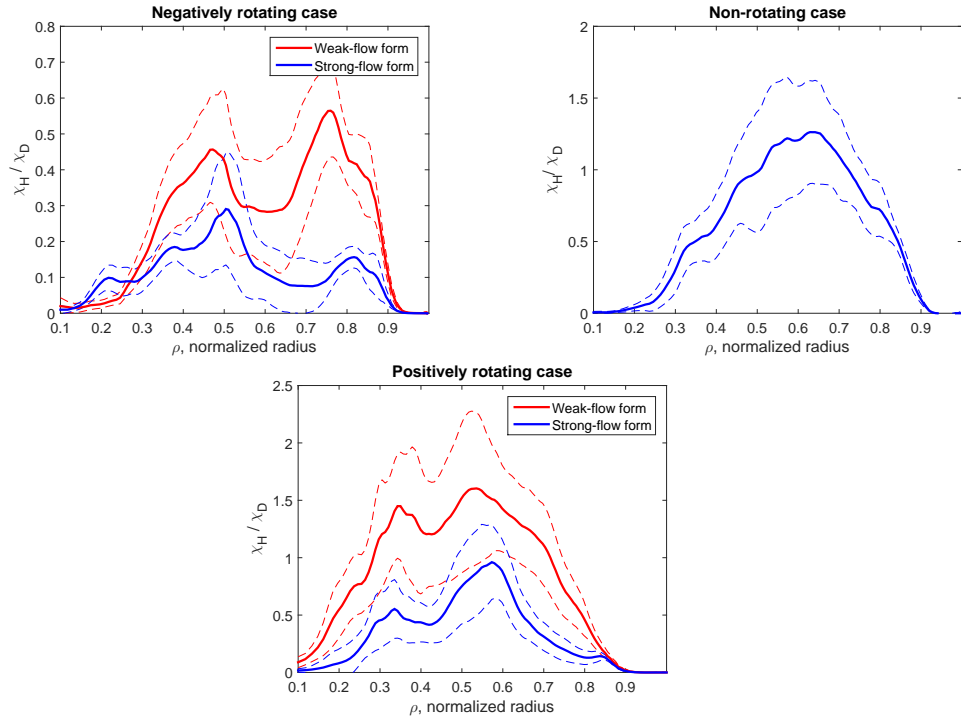 Negatively rotating case
0.8
0.7
0.6
0.5
0.4
0.3
0.2
0.1
0
χH / χD
Weak-flow form
Strong-flow form
0.1 0.2 0.3 0.4 0.5 0.6 0.7 0.8 0.9
ρ, normalized radius
Non-rotating case
2
1.5
1
0.5
0
χH/ χD
0.1 0.2 0.3 0.4 0.5 0.6 0.7 0.8 0.9
ρ, normalized radius
Positively rotating case
2.5
2
1.5
1
0.5
0
χH / χD
Weak-flow form
Strong-flow form
0.1 0.2 0.3 0.4 0.5 0.6 0.7 0.8 0.9
ρ, normalized radius